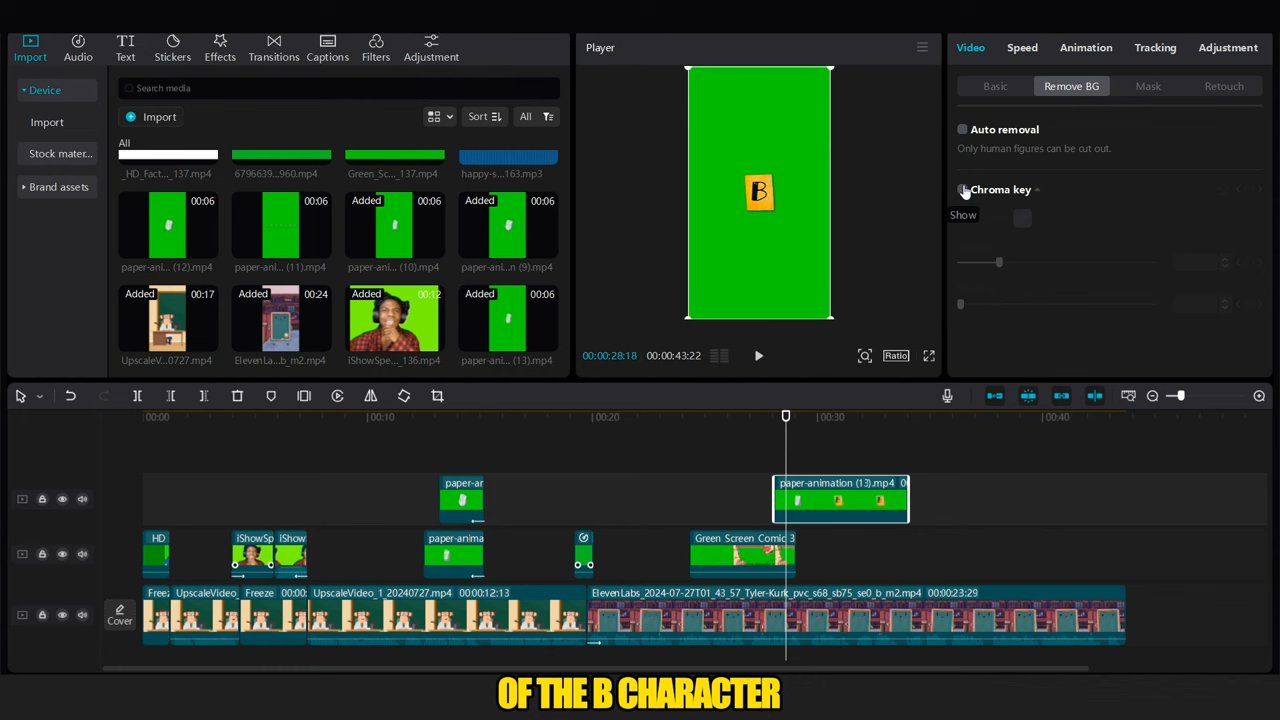 Import
Audio
Text
Stickers
Effects
Transitions
Captions
Filters
Adjustment
Device
Import
Stock mater...
Brand assets
Search media
Import
Sort
All
All
_HD_Fact..._137.mp4
6796639...960.mp4
Green_Sc..._137.mp4
happy-s...163.mp3
00:06
paper-ani... (12).mp4
00:06
paper-ani... (11).mp4
Added
00:06
paper-ani... (10).mp4
Added
00:06
paper-ani...n (9).mp4
Added
00:17
UpscaleV...0727.mp4
Added
00:24
ElevenLa...b_m2.mp4
Added
00:12
iShowSpe..._136.mp4
Added
00:06
paper-ani... (13).mp4
Player
B
00:00:28:18
00:00:43:22
Ratio
Video
Speed
Animation
Tracking
Adjustment
Basic
Remove BG
Mask
Retouch
Auto removal
Only human figures can be cut out.
Chroma key
Show
00:00
00:10
00:20
00:30
00:40
paper-ar
paper-animation (13).mp4
HD
iShowSp
iShow
paper-anima
Green Screen Comic 3
Cover
Freez
UpscaleVideo_
Freeze
00:00:
UpscaleVideo_1_20240727.mp4
00:00:12:13
ElevenLabs_2024-07-27T01_43_57_Tyler-Kurk_pvc_s68_sb75_se0_b_m2.mp4
00:00:23:29
OF THE B CHARACTER